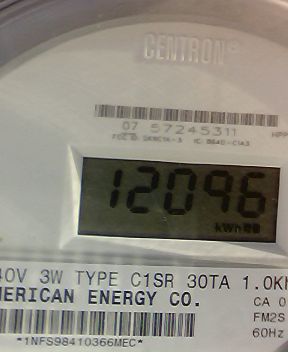 CENTRON®
07 57245311
12096
kWh
40V 3W TYPE C1SR 30TA 1.0Kh
MERICAN ENERGY CO.
CA 0
FM2S
60Hz
*1NFS98410366MEC*